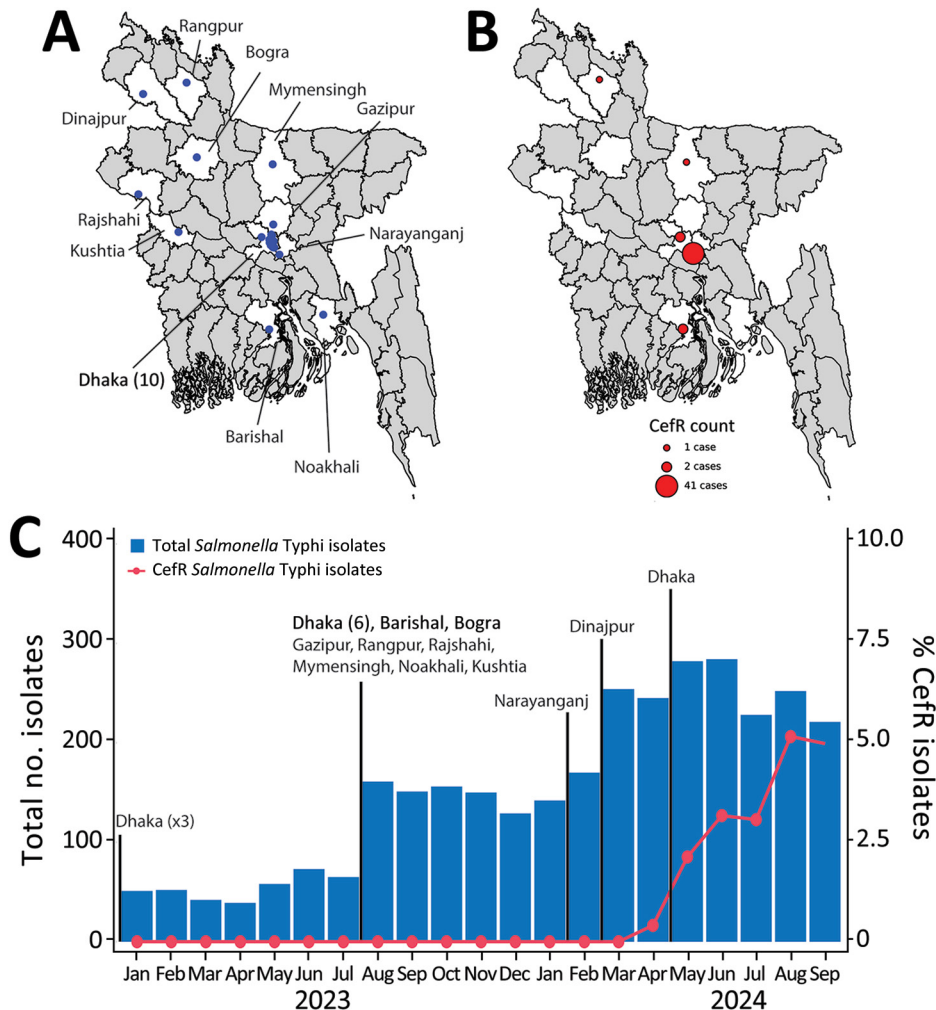 A
Rangpur
Bogra
Mymensingh
Gazipur
Dinajpur
Rajshahi
Kushtia
Narayanganj
Dhaka (10)
Barishal
Noakhali
B
CefR count
1 case
2 cases
41 cases
C
400
300
200
100
0
Total no. isolates
Total Salmonella Typhi isolates
CefR Salmonella Typhi isolates
Dhaka (x3)
Dhaka (6), Barishal, Bogra
Gazipur, Rangpur, Rajshahi,
Mymensingh, Noakhali, Kushtia
Narayanganj
Dinajpur
Dhaka
10.0
7.5
5.0
2.5
0
% CefR isolates
Jan Feb Mar Apr May Jun Jul Aug Sep Oct Nov Dec Jan Feb Mar Apr May Jun Jul Aug Sep
2023 2024